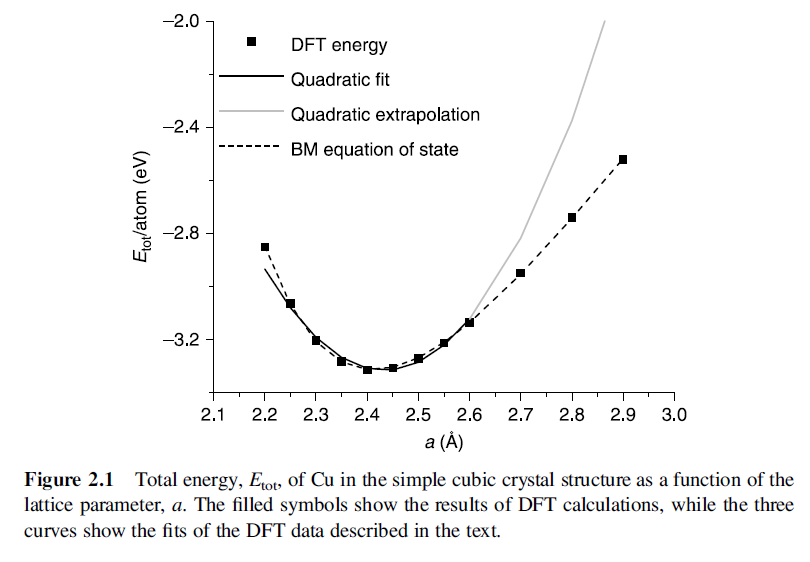 −2.0
DFT energy
Quadratic fit
Quadratic extrapolation
−2.4
BM equation of state
E_tot/atom (eV)
−2.8
−3.2
2.1 2.2 2.3 2.4 2.5 2.6 2.7 2.8 2.9 3.0
a (Å)
Figure 2.1 Total energy, E_tot, of Cu in the simple cubic crystal structure as a function of the
lattice parameter, a. The filled symbols show the results of DFT calculations, while the three
curves show the fits of the DFT data described in the text.